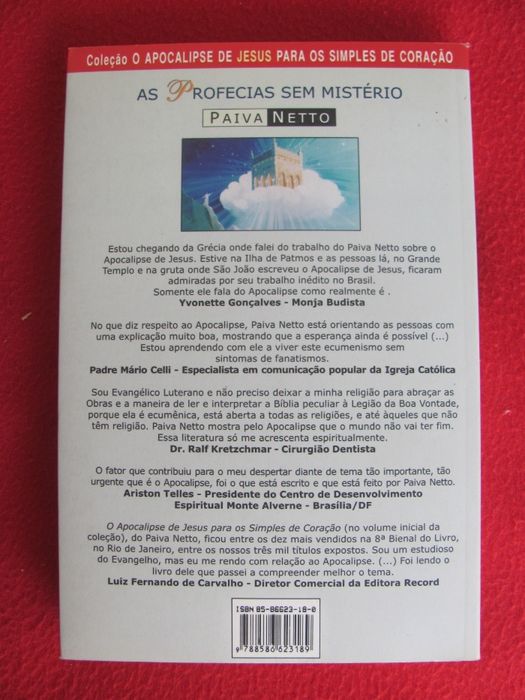 Coleção O APOCALIPSE DE JESUS PARA OS SIMPLES DE CORAÇÃO
AS PROFECIAS SEM MISTÉRIO
PAIVA NETTO
Estou chegando da Grécia onde falei do trabalho do Paiva Netto sobre o
Apocalipse de Jesus. Estive na Ilha de Patmos e as pessoas lá, no Grande
Templo e na gruta onde São João escreveu o Apocalipse de Jesus, ficaram
admiradas por seu trabalho inédito no Brasil.
Somente ele fala do Apocalipse como realmente é .
Yvonette Gonçalves - Monja Budista
No que diz respeito ao Apocalipse, Paiva Netto está orientando as pessoas com
uma explicação muito boa, mostrando que a esperança ainda é possível (...)
Estou aprendendo com ele a viver este ecumenismo sem
sintomas de fanatismos.
Padre Mário Celli - Especialista em comunicação popular da Igreja Católica
Sou Evangélico Luterano e não preciso deixar a minha religião para abraçar as
Obras e a maneira de ler e interpretar a Bíblia peculiar à Legião da Boa Vontade,
porque ela é ecumênica, está aberta a todas as religiões, e até àqueles que não
têm religião. Paiva Netto mostra pelo Apocalipse que o mundo não vai ter fim.
Essa literatura só me acrescenta espiritualmente.
Dr. Ralf Kretzchmar - Cirurgião Dentista
O fator que contribuiu para o meu despertar diante de tema tão importante, tão
urgente que é o Apocalipse, foi o que está escrito e que está feito por Paiva Netto.
Ariston Telles - Presidente do Centro de Desenvolvimento
Espiritual Monte Alverne - Brasília/DF
O Apocalipse de Jesus para os Simples de Coração (no volume inicial da
coleção), do Paiva Netto, ficou entre os dez mais vendidos na 8ª Bienal do Livro,
no Rio de Janeiro, entre os nossos três mil títulos expostos. Sou um estudioso
do Evangelho, mas eu me rendo com relação ao Apocalipse. (...) Foi lendo o
livro dele que passei a compreender melhor o tema.
Luiz Fernando de Carvalho - Diretor Comercial da Editora Record
ISBN 85-86623-18-0
9 788586 623189